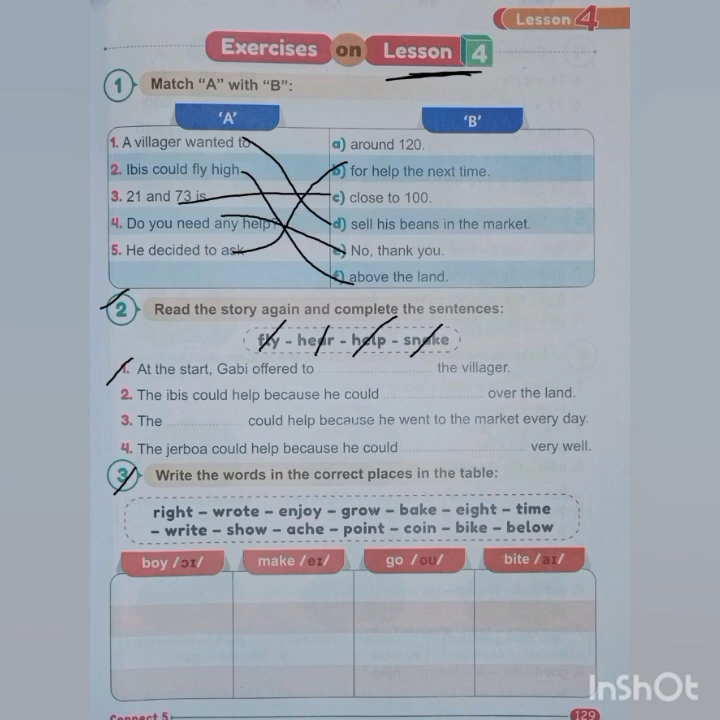 Lesson 4
Exercises on Lesson 4
1 Match "A" with "B":
'A' 'B'
1. A villager wanted to a) around 120.
2. Ibis could fly high b) for help the next time.
3. 21 and 73 is c) close to 100.
4. Do you need any help? d) sell his beans in the market.
5. He decided to ask e) No, thank you.
f) above the land.
2 Read the story again and complete the sentences:
fly - hear - help - snake
1. At the start, Gabi offered to the villager.
2. The ibis could help because he could over the land.
3. The could help because he went to the market every day.
4. The jerboa could help because he could very well.
3 Write the words in the correct places in the table:
right – wrote – enjoy – grow – bake – eight – time
– write – show – ache – point – coin – bike – below
boy /ɔɪ/ make /eɪ/ go /oʊ/ bite /aɪ/
Connect 5 129
InShOt